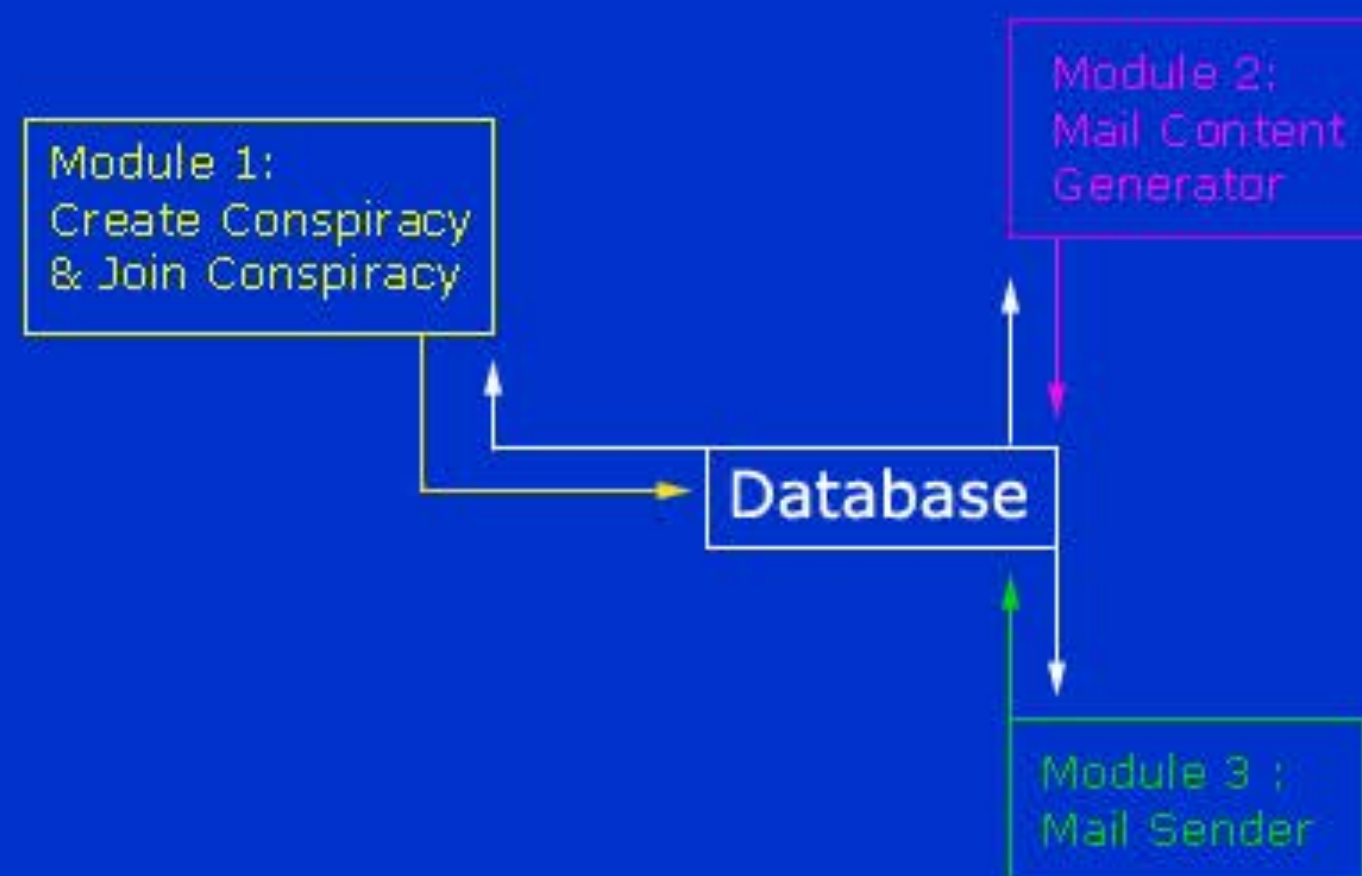 Module 1:
Create Conspiracy
& Join Conspiracy
Module 2:
Mail Content
Generator
Database
Module 3 :
Mail Sender